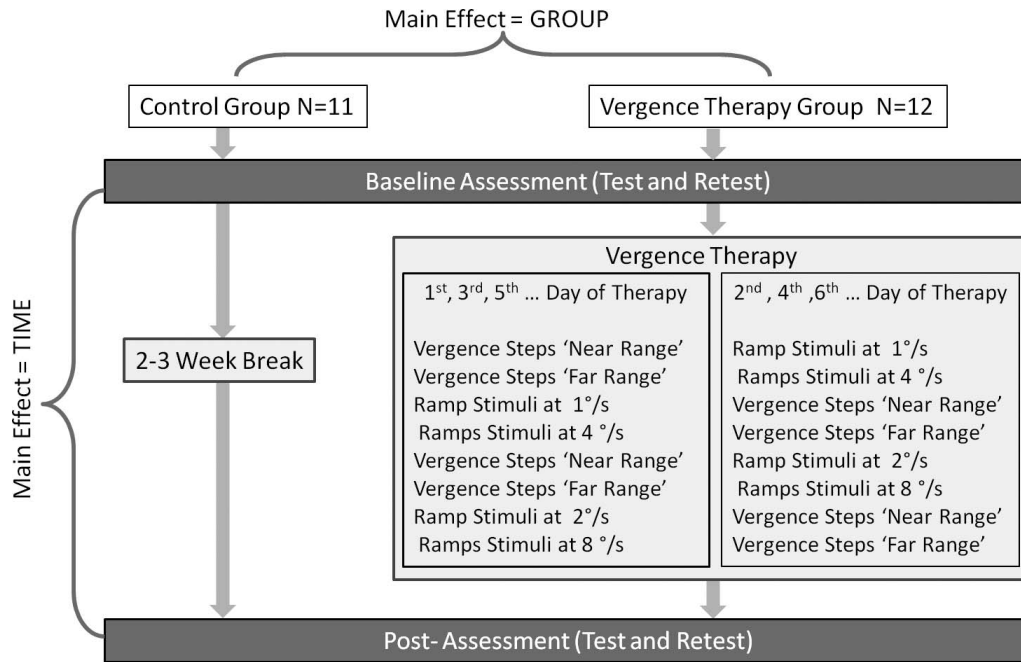 Main Effect = GROUP
Control Group N=11
Vergence Therapy Group N=12
Baseline Assessment (Test and Retest)
Main Effect = TIME
2-3 Week Break
Vergence Therapy
1st, 3rd, 5th ... Day of Therapy
Vergence Steps 'Near Range'
Vergence Steps 'Far Range'
Ramp Stimuli at 1°/s
Ramps Stimuli at 4 °/s
Vergence Steps 'Near Range'
Vergence Steps 'Far Range'
Ramp Stimuli at 2°/s
Ramps Stimuli at 8 °/s
2nd , 4th ,6th ... Day of Therapy
Ramp Stimuli at 1°/s
Ramps Stimuli at 4 °/s
Vergence Steps 'Near Range'
Vergence Steps 'Far Range'
Ramp Stimuli at 2°/s
Ramps Stimuli at 8 °/s
Vergence Steps 'Near Range'
Vergence Steps 'Far Range'
Post- Assessment (Test and Retest)